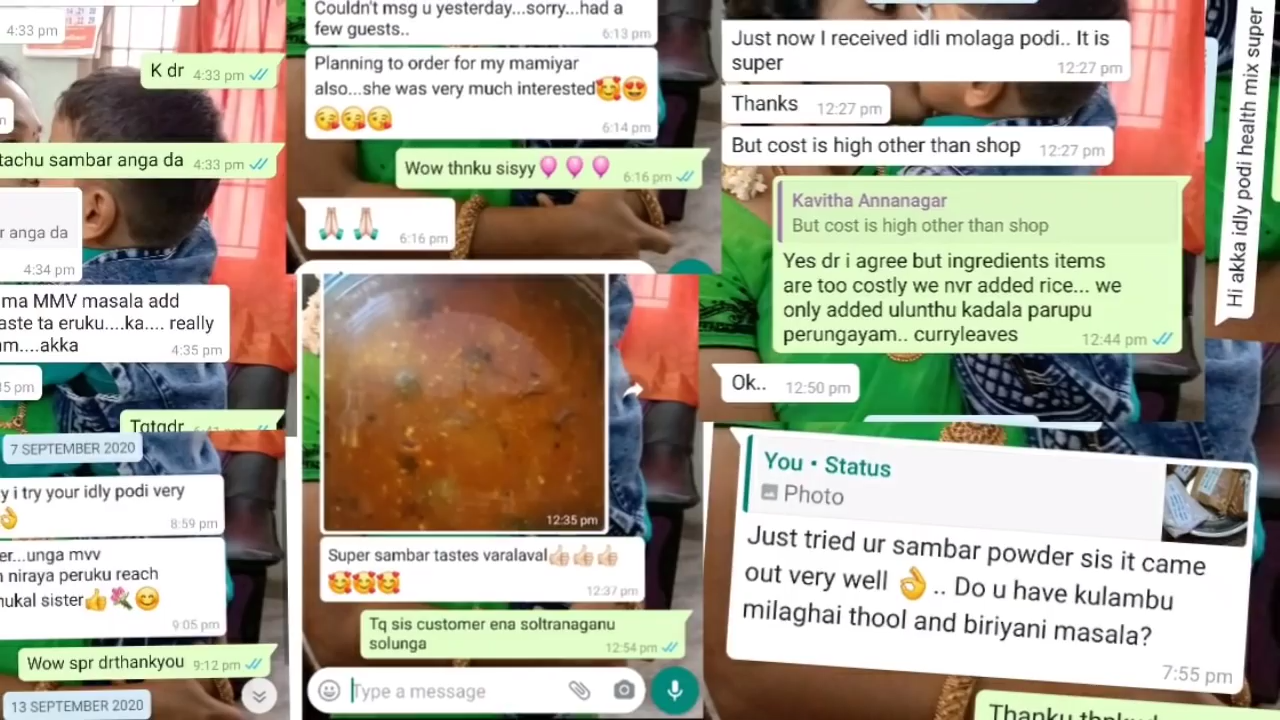 4:33 pm
K dr 4:33 pm
tachu sambar anga da 4:33 pm
r anga da
4:34 pm
ma MMV masala add
aste ta eruku....ka.... really
m....akka 4:35 pm
5 pm
Tqtqdr
7 SEPTEMBER 2020
y i try your idly podi very
👌 8:59 pm
er...unga mvv
niraya peruku reach
ukal sister👍🌹😊
9:05 pm
Wow spr drthankyou 9:12 pm
13 SEPTEMBER 2020
Couldn't msg u yesterday...sorry...had a
few guests.. 6:13 pm
Planning to order for my mamiyar
also...she was very much interested🥰😍
😘😘😘 6:14 pm
Wow thnku sisyy🎈🎈🎈 6:16 pm
🙏🏻🙏🏻 6:16 pm
12:35 pm
Super sambar tastes varalaval👍🏻👍🏻👍🏻
🥰🥰🥰 12:37 pm
Tq sis customer ena soltranaganu
solunga 12:54 pm
Type a message
Just now I received idli molaga podi.. It is
super 12:27 pm
Thanks 12:27 pm
But cost is high other than shop 12:27 pm
Kavitha Annanagar
But cost is high other than shop
Yes dr i agree but ingredients items
are too costly we nvr added rice... we
only added ulunthu kadala parupu
perungayam.. curryleaves 12:44 pm
Ok.. 12:50 pm
You • Status
Photo
Just tried ur sambar powder sis it came
out very well 👌.. Do u have kulambu
milaghai thool and biriyani masala?
7:55 pm
Hi akka idly podi health mix super